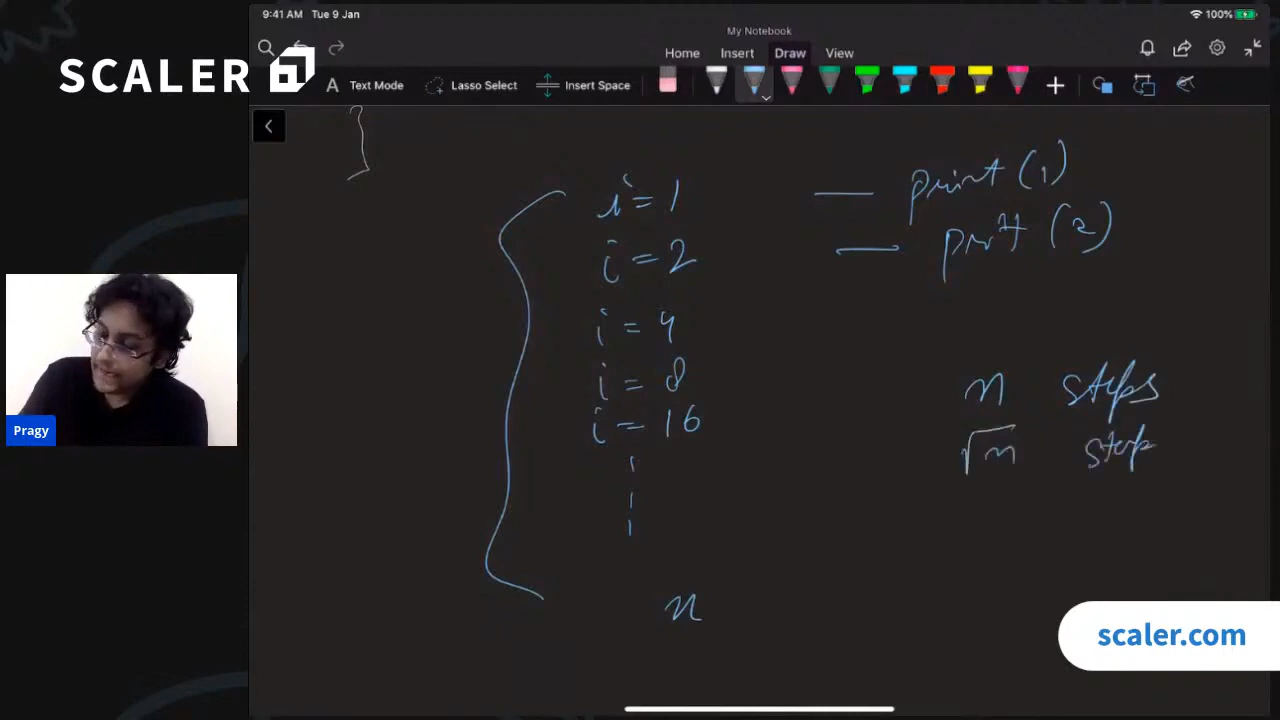 9:41 AM Tue 9 Jan
100%
My Notebook
Home Insert Draw View
SCALER
Text Mode Lasso Select Insert Space
}
i = 1 — print (1)
i = 2 — print (2)
i = 4
i = 8
n steps
i = 16
√n step
n
Pragy
scaler.com